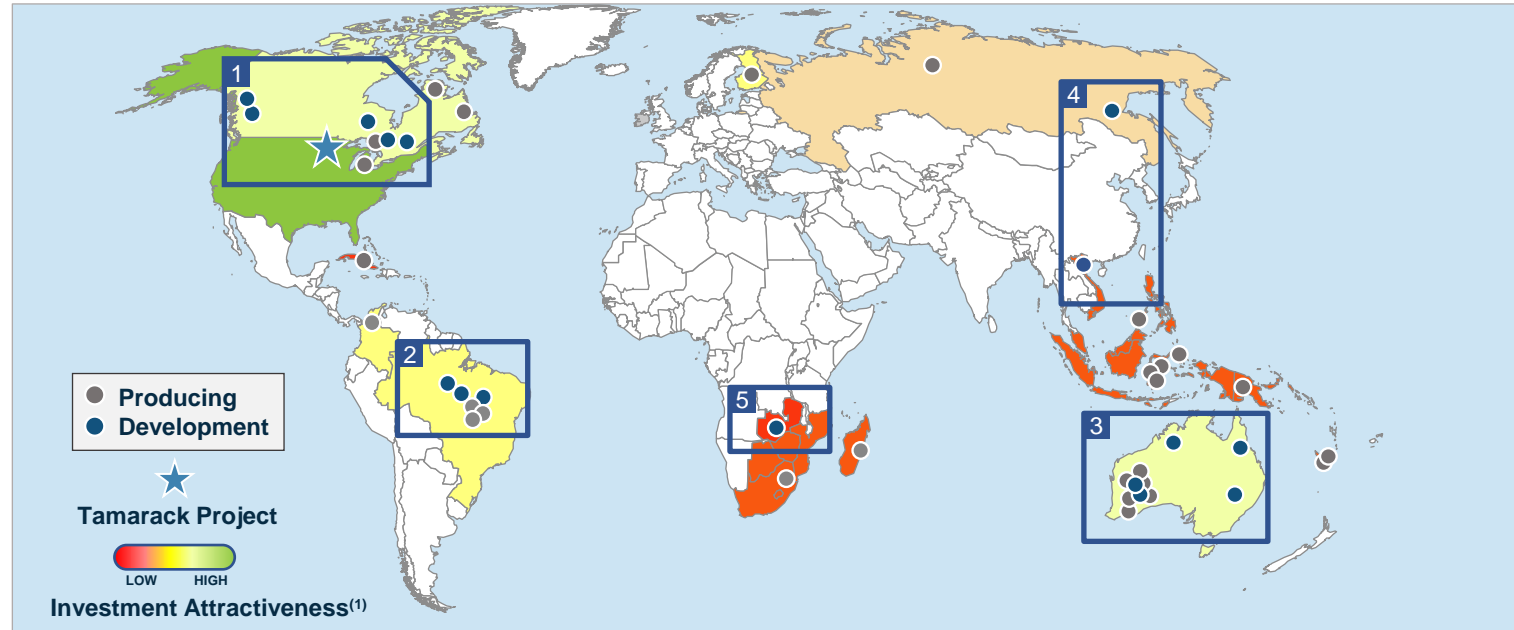 1
4
2
5
3
Producing
Development
Tamarack Project
LOW HIGH
Investment Attractiveness(1)